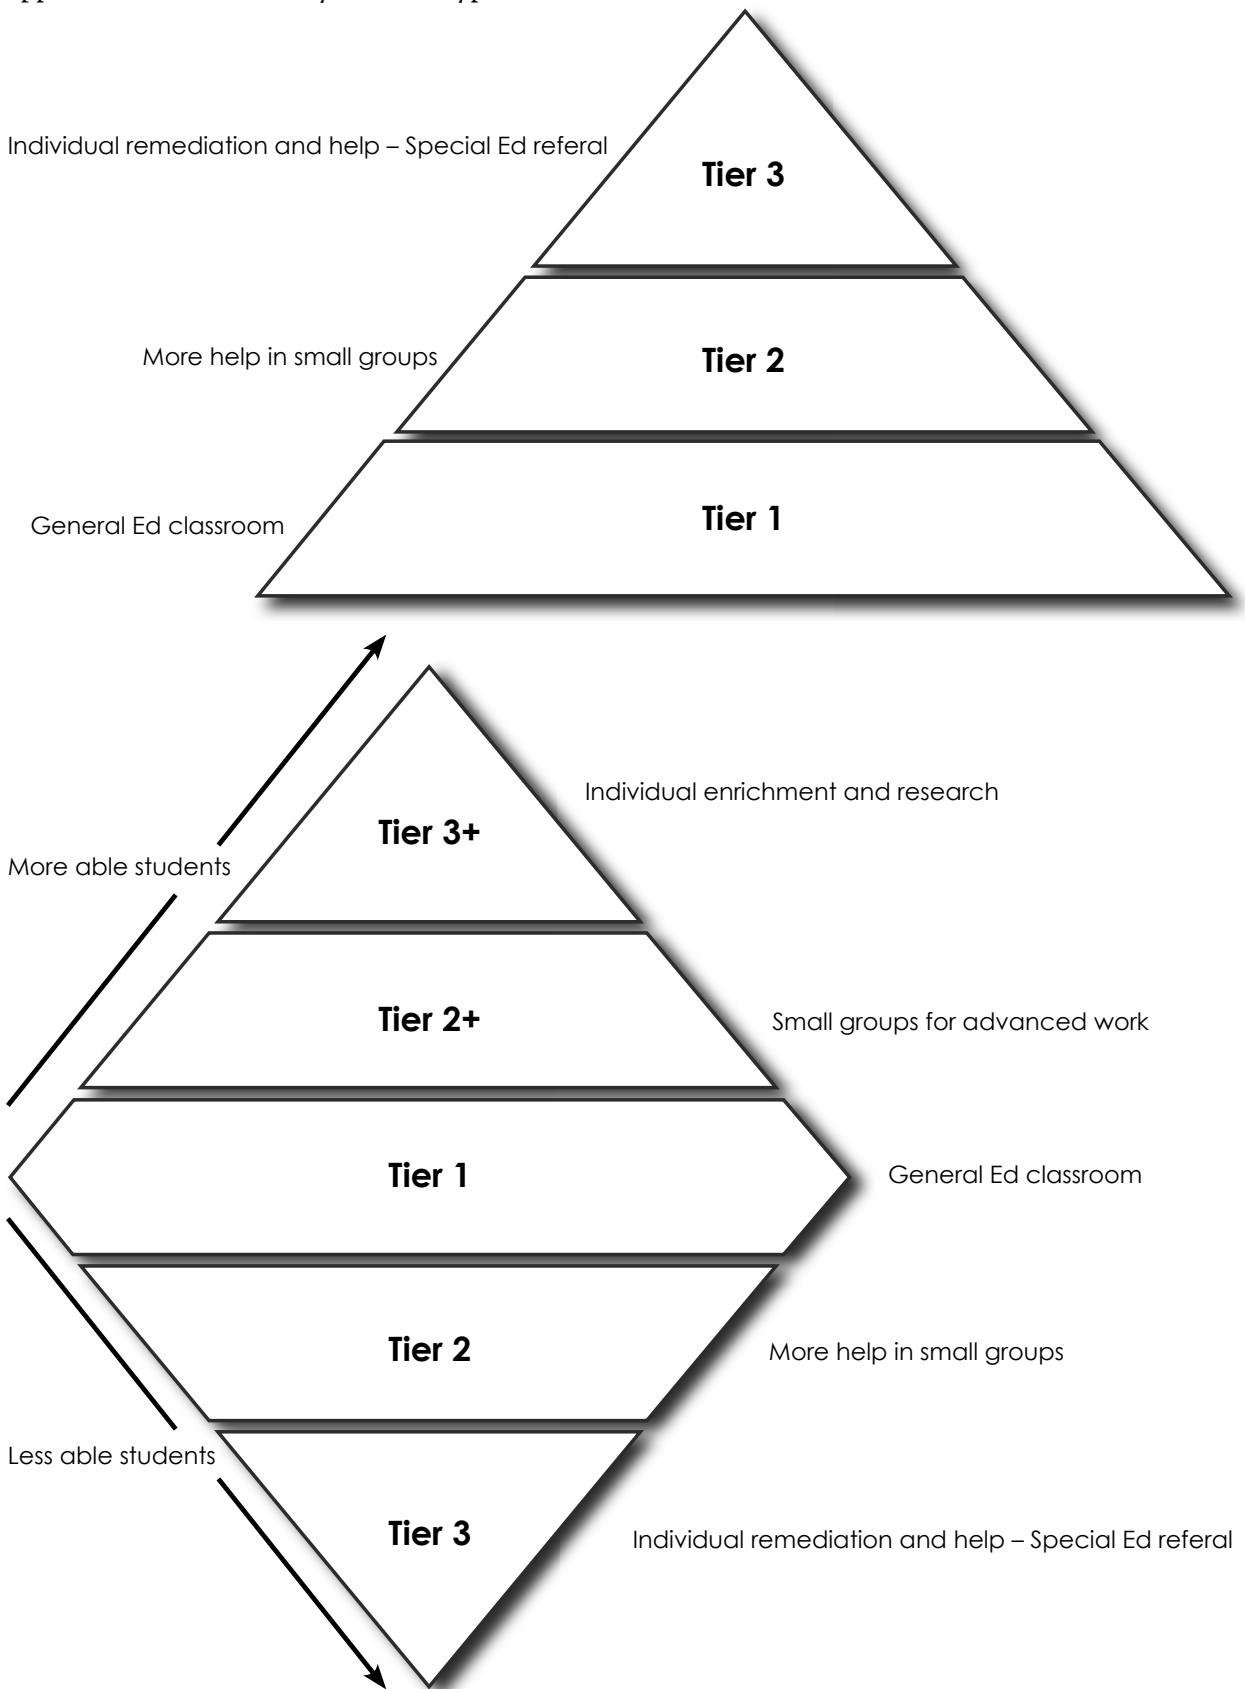 Individual remediation and help – Special Ed referal
Tier 3
More help in small groups
Tier 2
General Ed classroom
Tier 1
Tier 3+
Individual enrichment and research
More able students
Tier 2+
Small groups for advanced work
Tier 1
General Ed classroom
Tier 2
More help in small groups
Less able students
Tier 3
Individual remediation and help – Special Ed referal